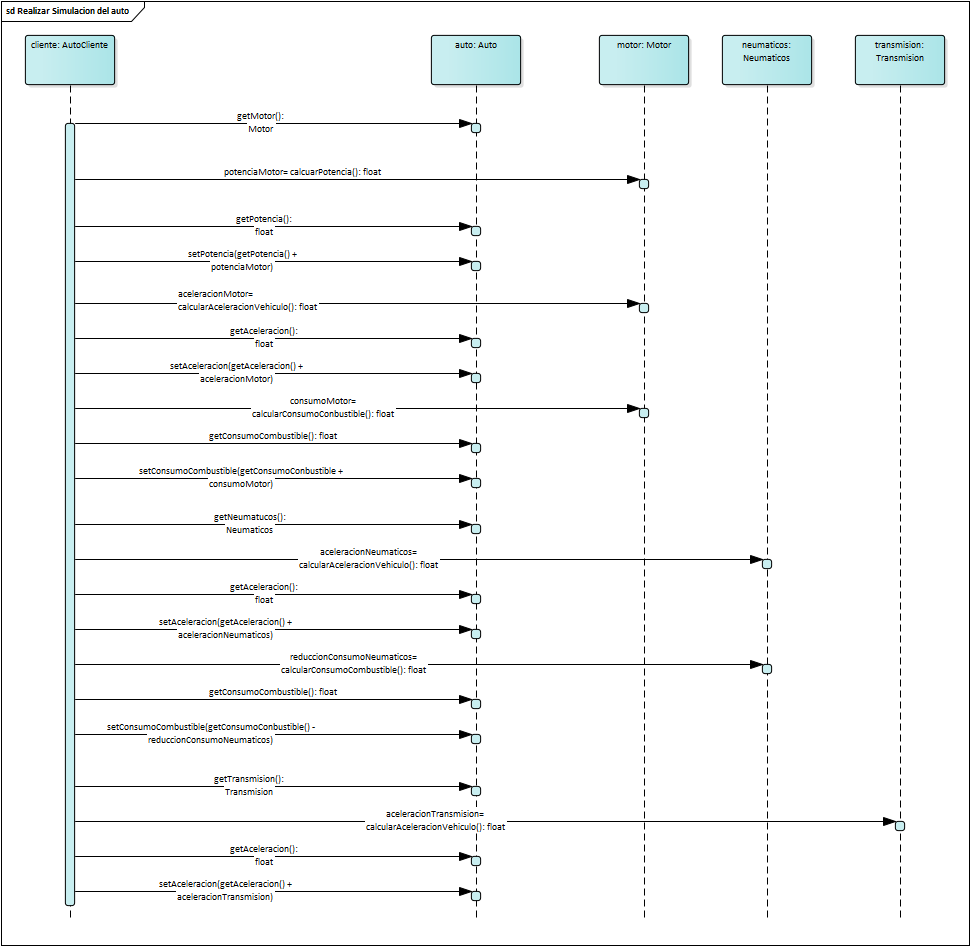 sd Realizar Simulacion del auto
cliente: AutoCliente
auto: Auto
motor: Motor
neumaticos:
Neumaticos
transmision:
Transmision
getMotor():
Motor
potenciaMotor= calcuarPotencia(): float
getPotencia():
float
setPotencia(getPotencia() +
potenciaMotor)
aceleracionMotor=
calcularAceleracionVehiculo(): float
getAceleracion():
float
setAceleracion(getAceleracion() +
aceleracionMotor)
consumoMotor=
calcularConsumoConbustible(): float
getConsumoCombustible(): float
setConsumoCombustible(getConsumoConbustible +
consumoMotor)
getNeumatucos():
Neumaticos
aceleracionNeumaticos=
calcularAceleracionVehiculo(): float
getAceleracion():
float
setAceleracion(getAceleracion() +
aceleracionNeumaticos)
reduccionConsumoNeumaticos=
calcularConsumoCombustible(): float
getConsumoCombustible(): float
setConsumoCombustible(getConsumoConbustible() -
reduccionConsumoNeumaticos)
getTransmision():
Transmision
aceleracionTransmision=
calcularAceleracionVehiculo(): float
getAceleracion():
float
setAceleracion(getAceleracion() +
aceleracionTransmision)